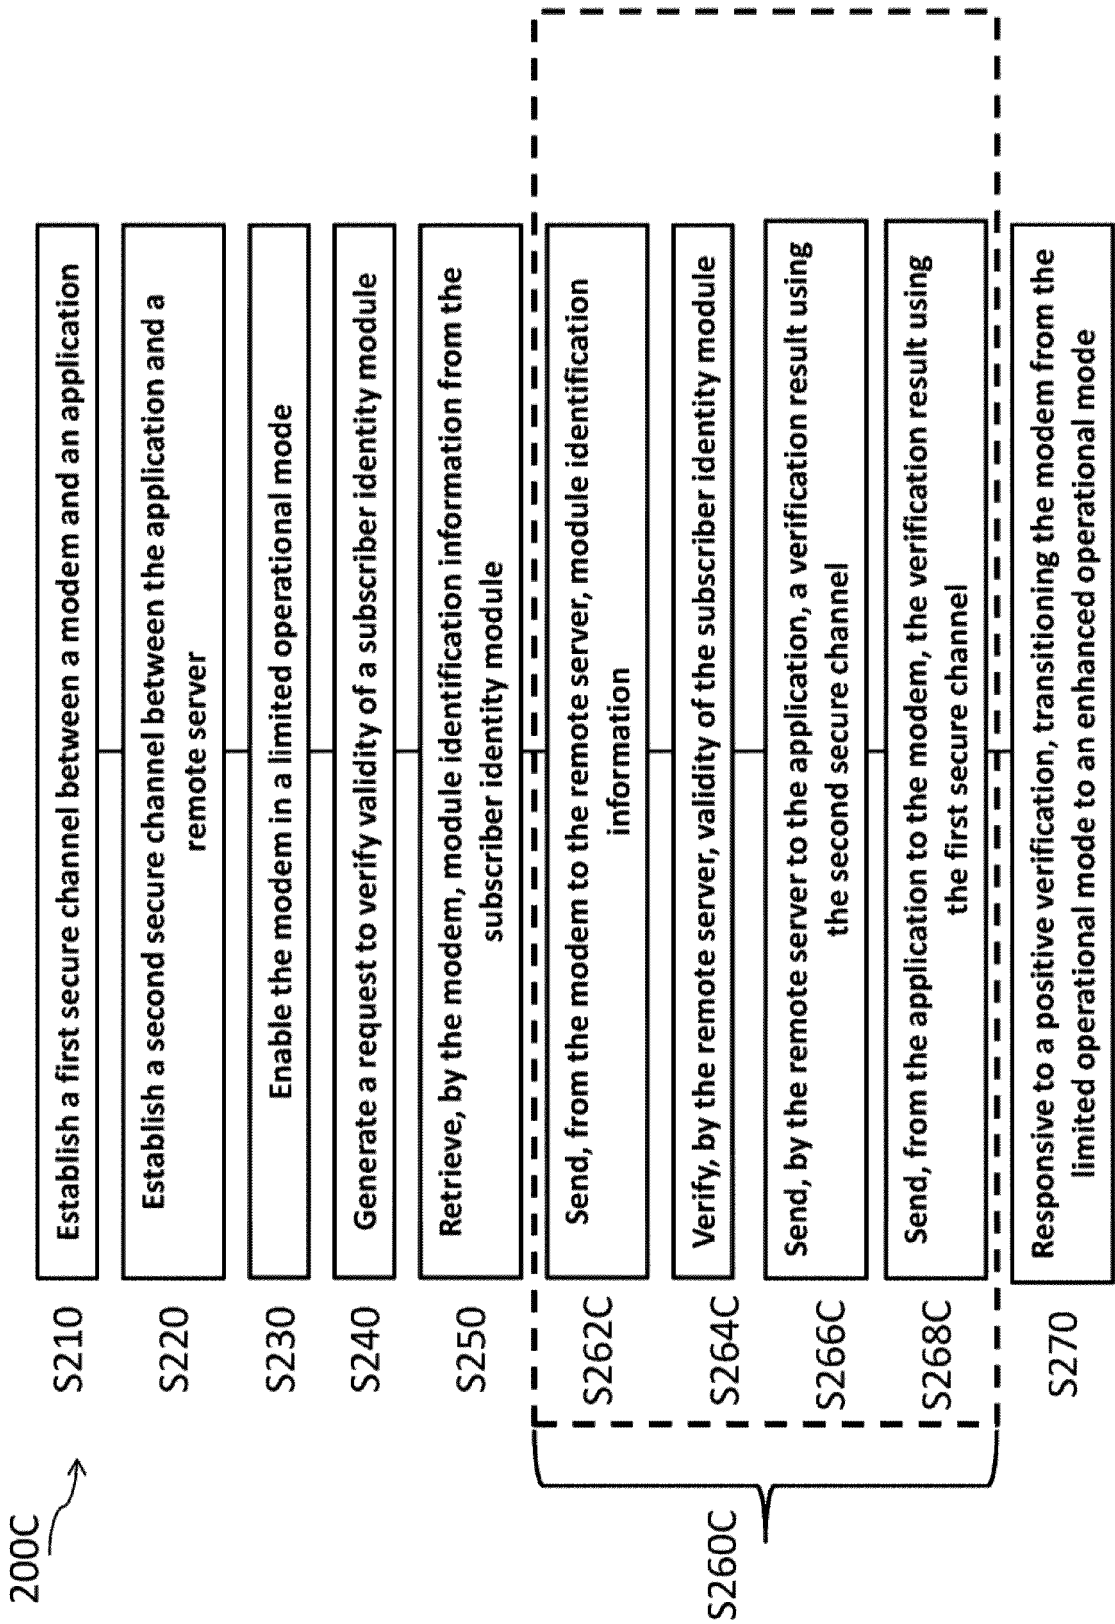 200C
S210
Establish a first secure channel between a modem and an application
S220
Establish a second secure channel between the application and a
remote server
S230
Enable the modem in a limited operational mode
S240
Generate a request to verify validity of a subscriber identity module
S250
Retrieve, by the modem, module identification information from the
subscriber identity module
S260C
S262C
Send, from the modem to the remote server, module identification
information
S264C
Verify, by the remote server, validity of the subscriber identity module
S266C
Send, by the remote server to the application, a verification result using
the second secure channel
S268C
Send, from the application to the modem, the verification result using
the first secure channel
S270
Responsive to a positive verification, transitioning the modem from the
limited operational mode to an enhanced operational mode